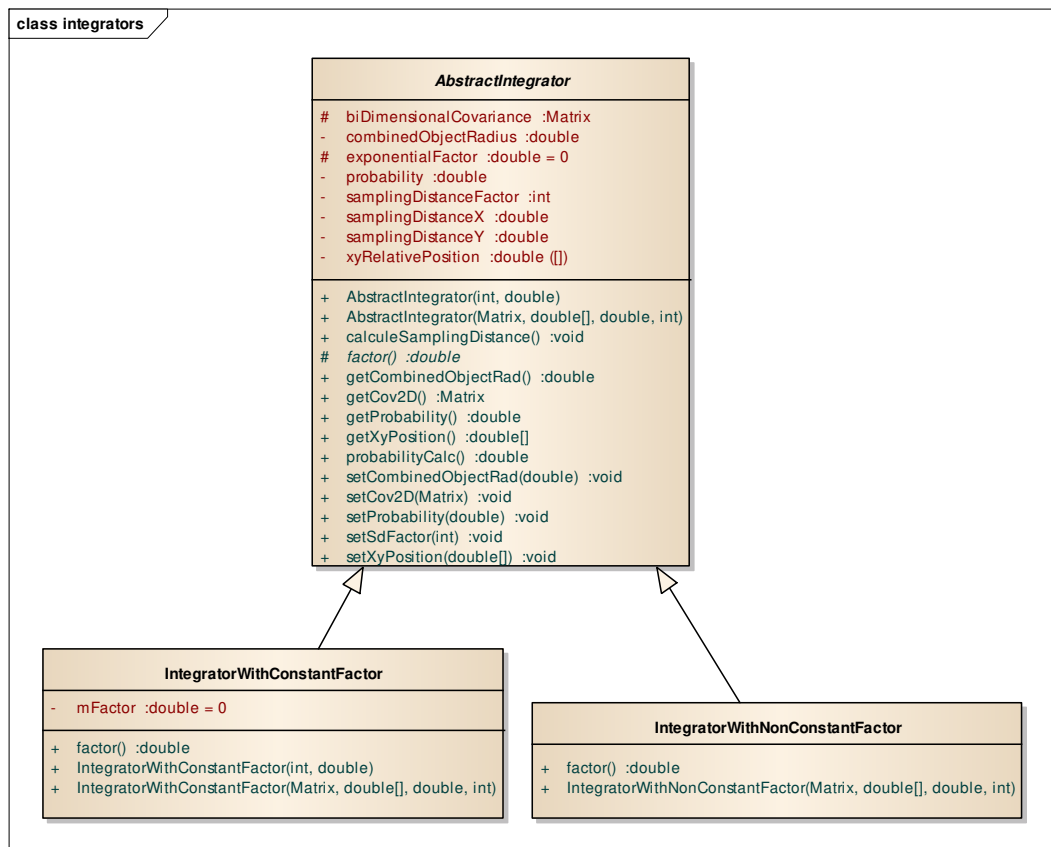 class integrators
AbstractIntegrator
# biDimensionalCovariance :Matrix
- combinedObjectRadius :double
# exponentialFactor :double = 0
- probability :double
- samplingDistanceFactor :int
- samplingDistanceX :double
- samplingDistanceY :double
- xyRelativePosition :double ([])
+ AbstractIntegrator(int, double)
+ AbstractIntegrator(Matrix, double[], double, int)
+ calculeSamplingDistance() :void
# factor() :double
+ getCombinedObjectRad() :double
+ getCov2D() :Matrix
+ getProbability() :double
+ getXyPosition() :double[]
+ probabilityCalc() :double
+ setCombinedObjectRad(double) :void
+ setCov2D(Matrix) :void
+ setProbability(double) :void
+ setSdFactor(int) :void
+ setXyPosition(double[]) :void
IntegratorWithConstantFactor
- mFactor :double = 0
+ factor() :double
+ IntegratorWithConstantFactor(int, double)
+ IntegratorWithConstantFactor(Matrix, double[], double, int)
IntegratorWithNonConstantFactor
+ factor() :double
+ IntegratorWithNonConstantFactor(Matrix, double[], double, int)